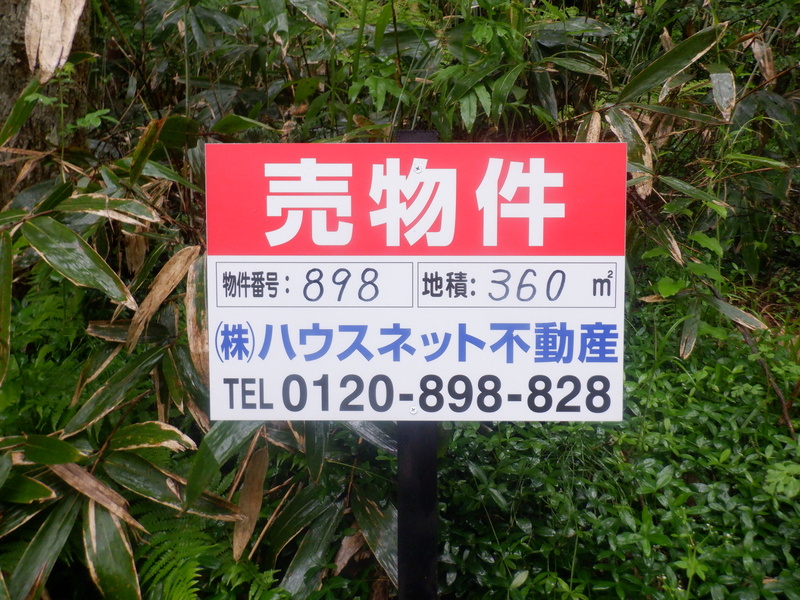 売物件
物件番号: 898 地積: 360 ㎡
(株)ハウスネット不動産
TEL 0120-898-828